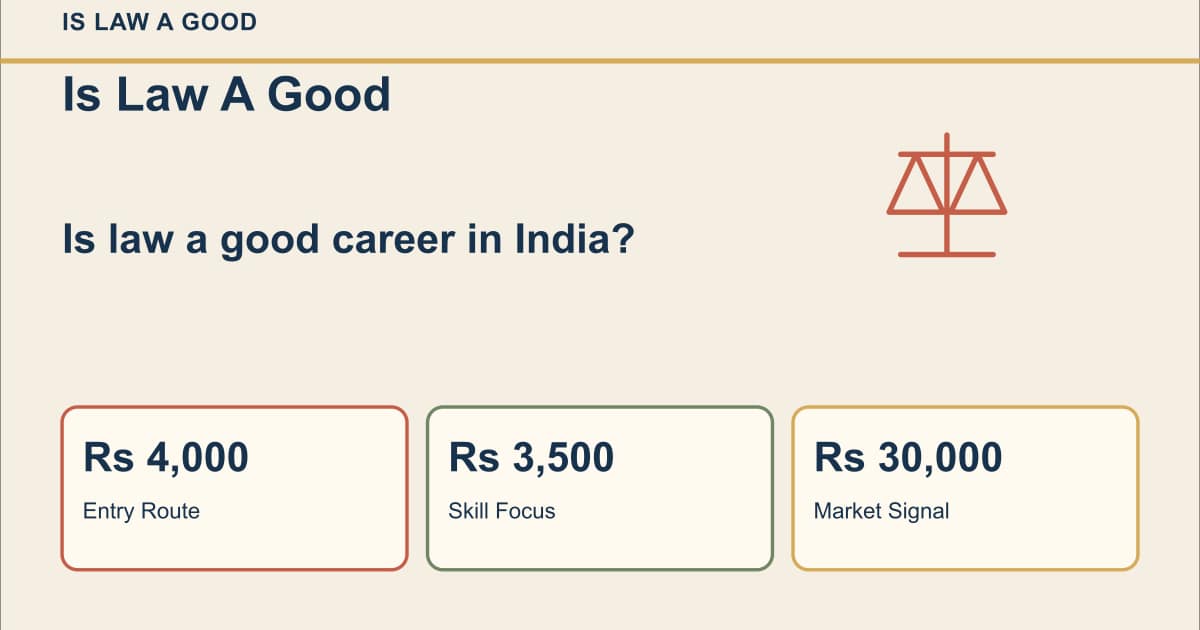 IS LAW A GOOD
Is Law A Good
Is law a good career in India?
Rs 4,000
Entry Route
Rs 3,500
Skill Focus
Rs 30,000
Market Signal